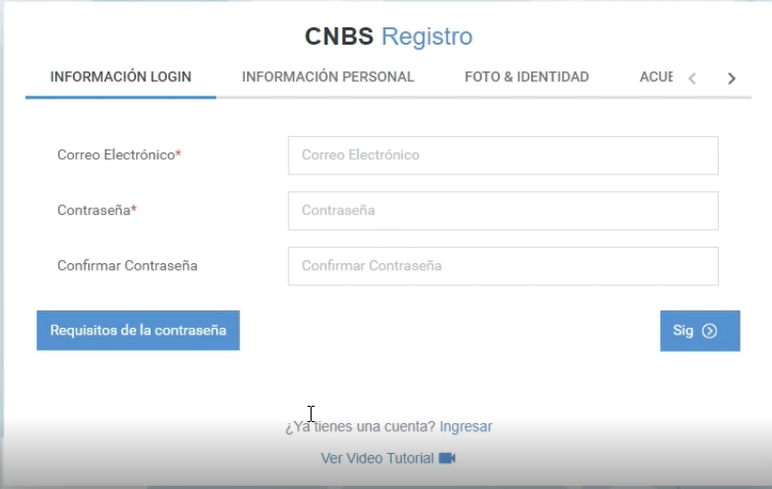 CNBS Registro
INFORMACIÓN LOGIN INFORMACIÓN PERSONAL FOTO & IDENTIDAD ACUE
Correo Electrónico* Correo Electrónico
Contraseña* Contraseña
Confirmar Contraseña Confirmar Contraseña
Requisitos de la contraseña Sig
¿Ya tienes una cuenta? Ingresar
Ver Video Tutorial